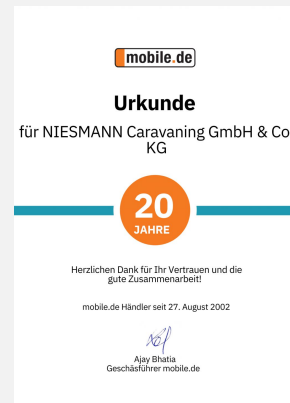 mobile.de
Urkunde
für NIESMANN Caravaning GmbH & Co
KG
20
JAHRE
Herzlichen Dank für Ihr Vertrauen und die
gute Zusammenarbeit!
mobile.de Händler seit 27. August 2002
Ajay Bhatia
Geschäsführer mobile.de